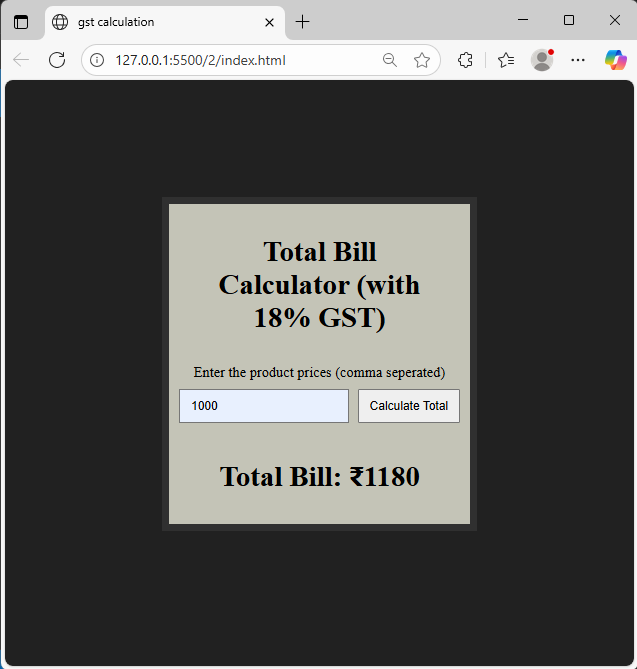 gst calculation
127.0.0.1:5500/2/index.html
Total Bill
Calculator (with
18% GST)
Enter the product prices (comma seperated)
1000
Calculate Total
Total Bill: ₹1180